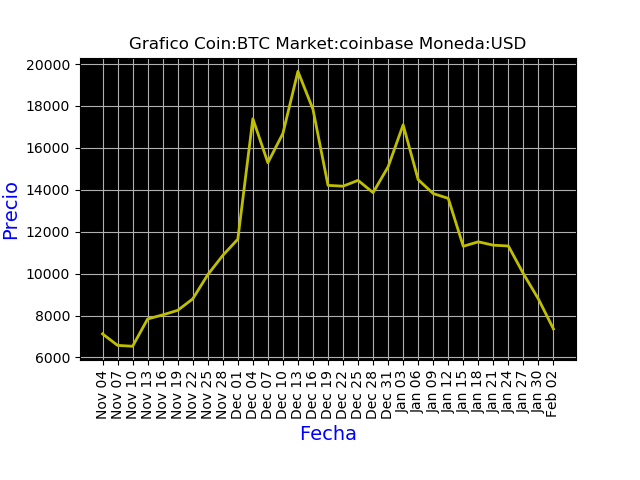 Grafico Coin:BTC Market:coinbase Moneda:USD
20000
18000
16000
14000
12000
10000
8000
6000
Precio
Nov 04
Nov 07
Nov 10
Nov 13
Nov 16
Nov 19
Nov 22
Nov 25
Nov 28
Dec 01
Dec 04
Dec 07
Dec 10
Dec 13
Dec 16
Dec 19
Dec 22
Dec 25
Dec 28
Dec 31
Jan 03
Jan 06
Jan 09
Jan 12
Jan 15
Jan 18
Jan 21
Jan 24
Jan 27
Jan 30
Feb 02
Fecha